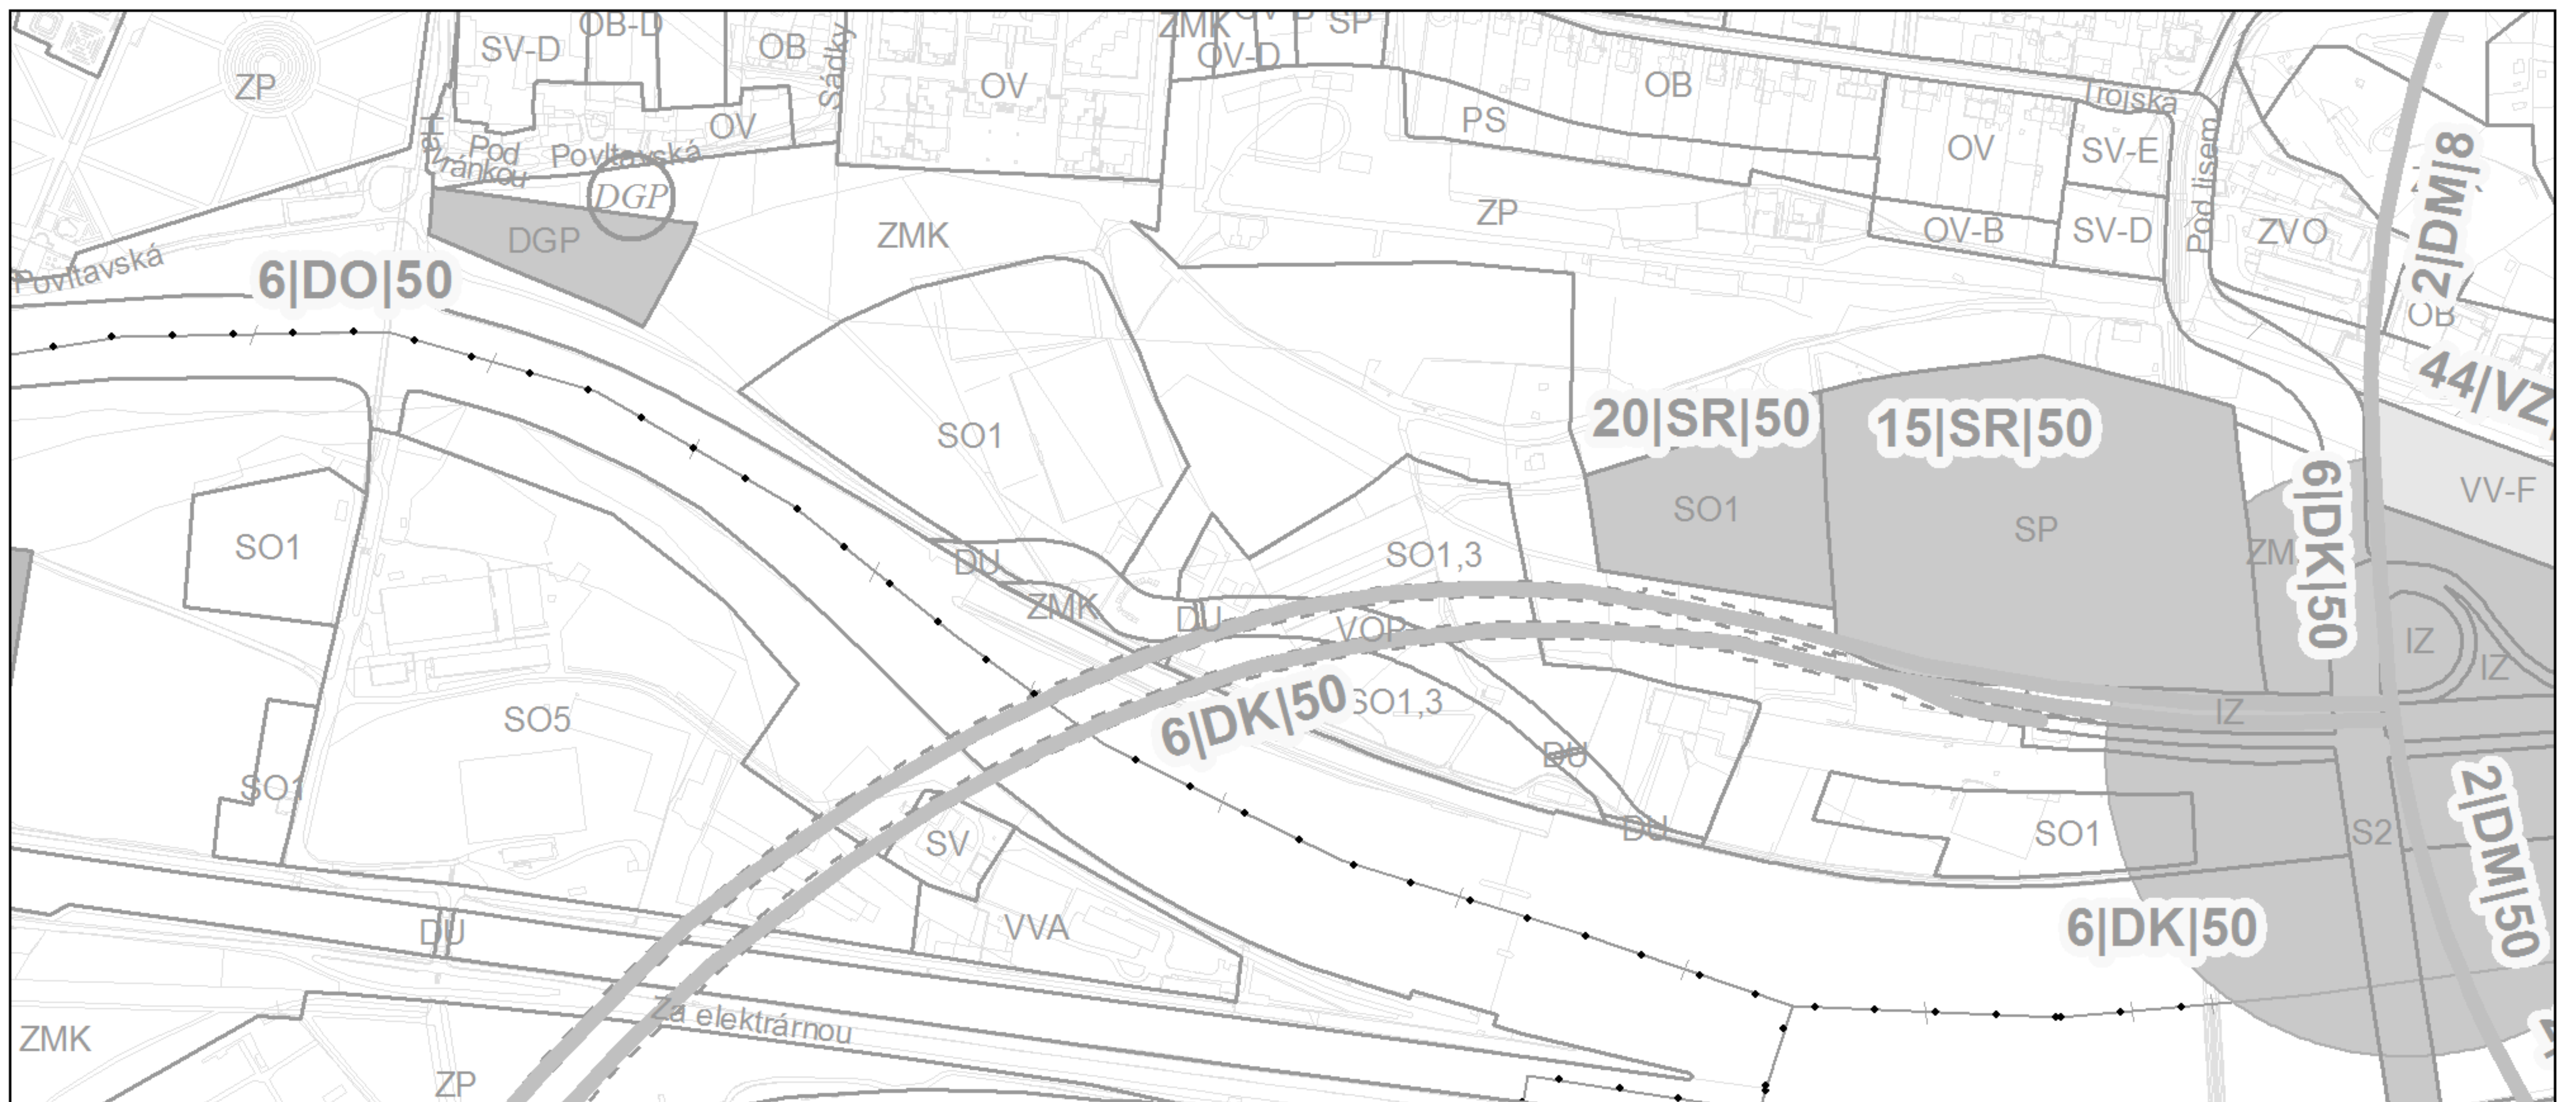 OB-D
ZMK
SP
SV-D
OB
Sádky
OV-D
ZP
OV
OB
Trojská
OV
PS
Pod
Vránkou
Povltavská
OV
SV-E
Pod lisem
2|DM|8
DGP
DGP
ZMK
ZP
OV-B
SV-D
ZVO
Povltavská
6|DO|50
OB
44|VZ
20|SR|50
15|SR|50
SO1
SO1
SP
VV-F
SO1
DU
SO1,3
ZM
6|DK|50
ZMK
DU
VOP
IZ
IZ
SO5
6|DK|50
SO1,3
IZ
SO1
DU
SV
DU
SO1
S2
2|DM|50
DU
VVA
6|DK|50
Za elektrárnou
ZMK
ZP